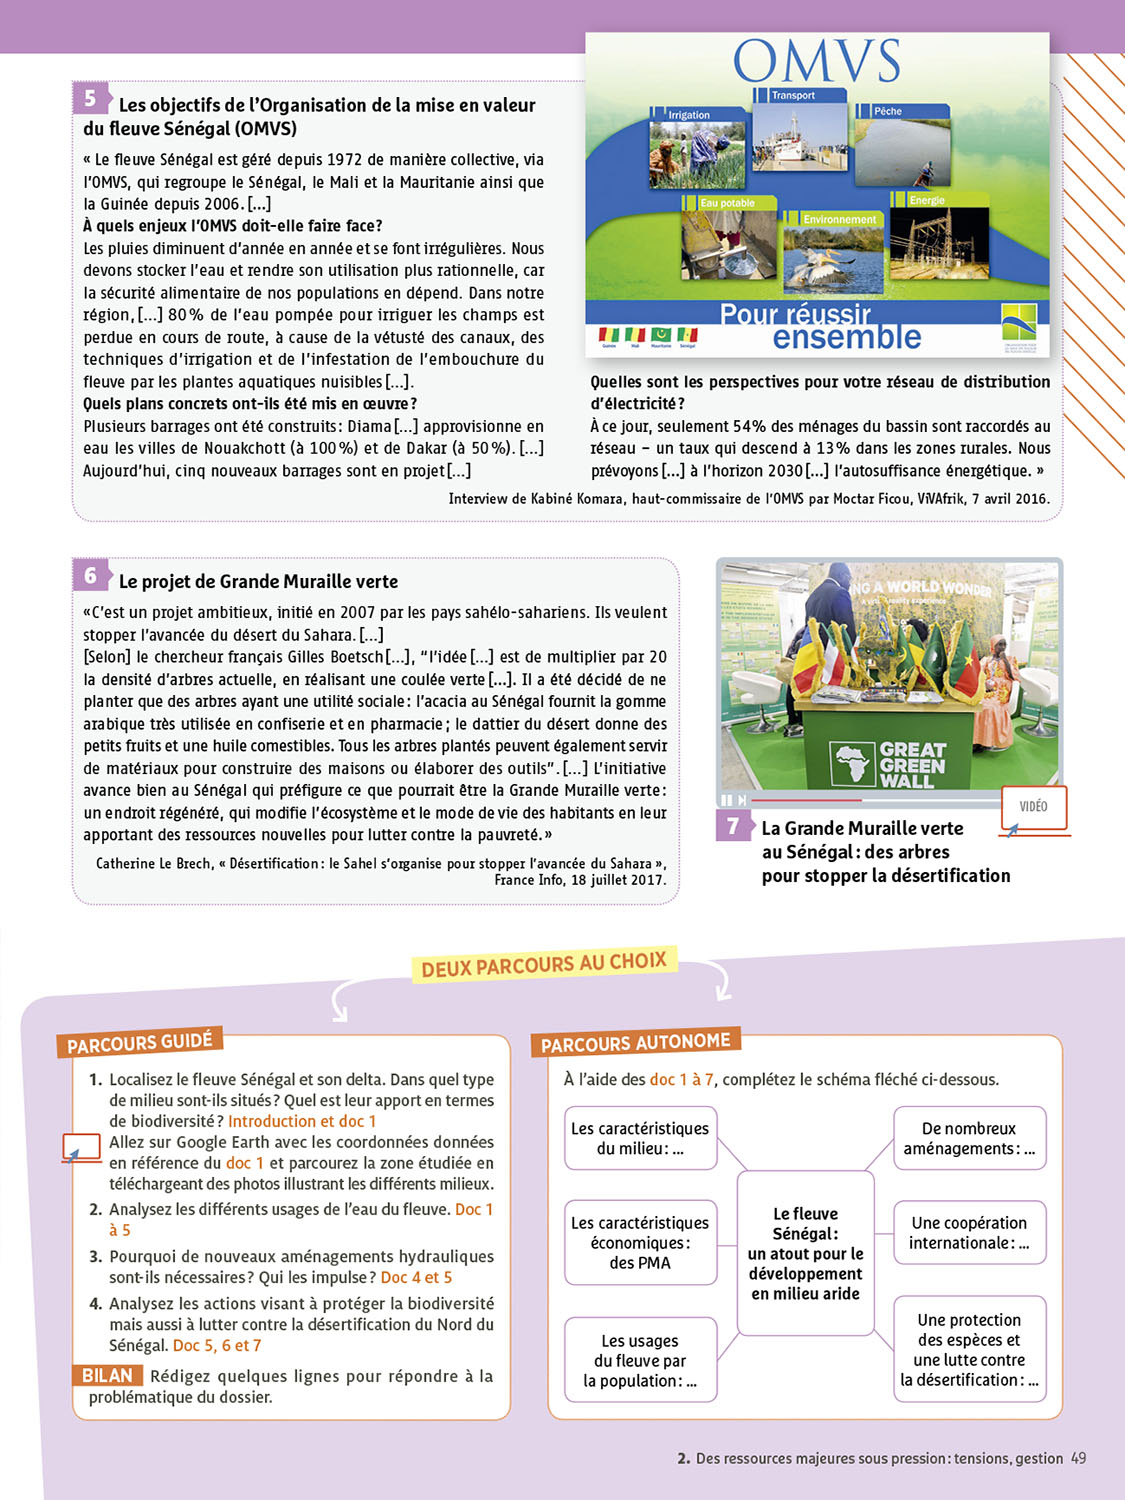 5 Les objectifs de l'Organisation de la mise en valeur
du fleuve Sénégal (OMVS)
« Le fleuve Sénégal est géré depuis 1972 de manière collective, via
l'OMVS, qui regroupe le Sénégal, le Mali et la Mauritanie ainsi que
la Guinée depuis 2006. […]
À quels enjeux l'OMVS doit-elle faire face ?
Les pluies diminuent d'année en année et se font irrégulières. Nous
devons stocker l'eau et rendre son utilisation plus rationnelle, car
la sécurité alimentaire de nos populations en dépend. Dans notre
région, […] 80 % de l'eau pompée pour irriguer les champs est
perdue en cours de route, à cause de la vétusté des canaux, des
techniques d'irrigation et de l'infestation de l'embouchure du
fleuve par les plantes aquatiques nuisibles […].
Quels plans concrets ont-ils été mis en œuvre ?
Plusieurs barrages ont été construits : Diama […] approvisionne en
eau les villes de Nouakchott (à 100 %) et de Dakar (à 50 %). […]
Aujourd'hui, cinq nouveaux barrages sont en projet […]
OMVS
Irrigation
Transport
Pêche
Eau potable
Environnement
Energie
Pour réussir
ensemble
Guinée Mali Mauritanie Sénégal
Quelles sont les perspectives pour votre réseau de distribution
d'électricité ?
À ce jour, seulement 54 % des ménages du bassin sont raccordés au
réseau – un taux qui descend à 13 % dans les zones rurales. Nous
prévoyons […] à l'horizon 2030 […] l'autosuffisance énergétique. »
Interview de Kabiné Komara, haut-commissaire de l'OMVS par Moctar Ficou, ViVAfrik, 7 avril 2016.
6 Le projet de Grande Muraille verte
« C'est un projet ambitieux, initié en 2007 par les pays sahélo-sahariens. Ils veulent
stopper l'avancée du désert du Sahara. […]
[Selon] le chercheur français Gilles Boetsch […], “l'idée […] est de multiplier par 20
la densité d'arbres actuelle, en réalisant une coulée verte […]. Il a été décidé de ne
planter que des arbres ayant une utilité sociale : l'acacia au Sénégal fournit la gomme
arabique très utilisée en confiserie et en pharmacie ; le dattier du désert donne des
petits fruits et une huile comestibles. Tous les arbres plantés peuvent également servir
de matériaux pour construire des maisons ou élaborer des outils”. […] L'initiative
avance bien au Sénégal qui préfigure ce que pourrait être la Grande Muraille verte :
un endroit régénéré, qui modifie l'écosystème et le mode de vie des habitants en leur
apportant des ressources nouvelles pour lutter contre la pauvreté. »
Catherine Le Brech, « Désertification : le Sahel s'organise pour stopper l'avancée du Sahara »,
France Info, 18 juillet 2017.
A WORLD WONDER
GREAT
GREEN
WALL
VIDÉO
7 La Grande Muraille verte
au Sénégal : des arbres
pour stopper la désertification
DEUX PARCOURS AU CHOIX
PARCOURS GUIDÉ
1. Localisez le fleuve Sénégal et son delta. Dans quel type
de milieu sont-ils situés ? Quel est leur apport en termes
de biodiversité ? Introduction et doc 1
Allez sur Google Earth avec les coordonnées données
en référence du doc 1 et parcourez la zone étudiée en
téléchargeant des photos illustrant les différents milieux.
2. Analysez les différents usages de l'eau du fleuve. Doc 1
à 5
3. Pourquoi de nouveaux aménagements hydrauliques
sont-ils nécessaires ? Qui les impulse ? Doc 4 et 5
4. Analysez les actions visant à protéger la biodiversité
mais aussi à lutter contre la désertification du Nord du
Sénégal. Doc 5, 6 et 7
BILAN Rédigez quelques lignes pour répondre à la
problématique du dossier.
PARCOURS AUTONOME
À l'aide des doc 1 à 7, complétez le schéma fléché ci-dessous.
Les caractéristiques
du milieu : …
Les caractéristiques
économiques :
des PMA
Les usages
du fleuve par
la population : …
Le fleuve
Sénégal :
un atout pour le
développement
en milieu aride
De nombreux
aménagements : …
Une coopération
internationale : …
Une protection
des espèces et
une lutte contre
la désertification : …
2. Des ressources majeures sous pression : tensions, gestion 49